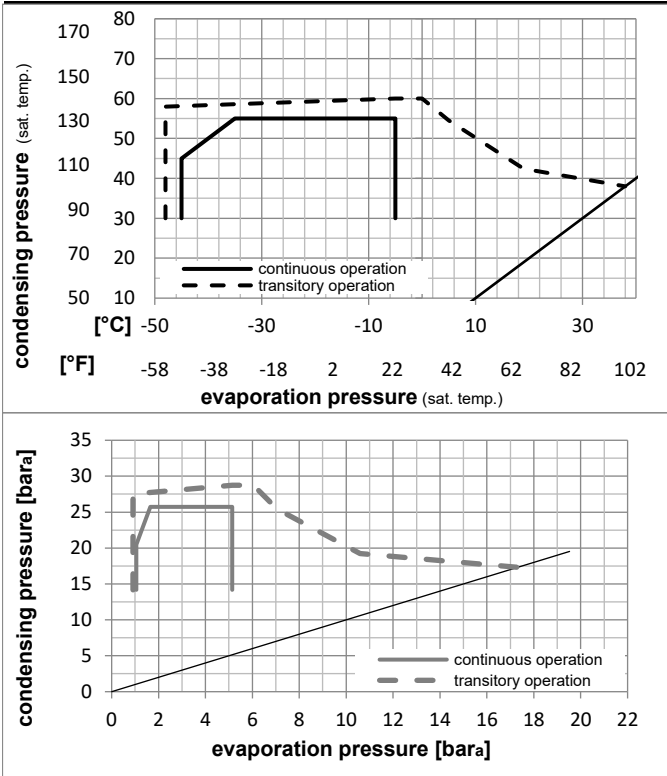 condensing pressure (sat. temp.)
170 80
70
150
60
130 50
110 40
90 30
20
50 10
70
continuous operation
transitory operation
[°C] -50 -30 -10 10 30
[°F] -58 -38 -18 2 22 42 62 82 102
evaporation pressure (sat. temp.)
condensing pressure [bara]
35
30
25
20
15
10
5
0
continuous operation
transitory operation
0 2 4 6 8 10 12 14 16 18 20 22
evaporation pressure [bara]